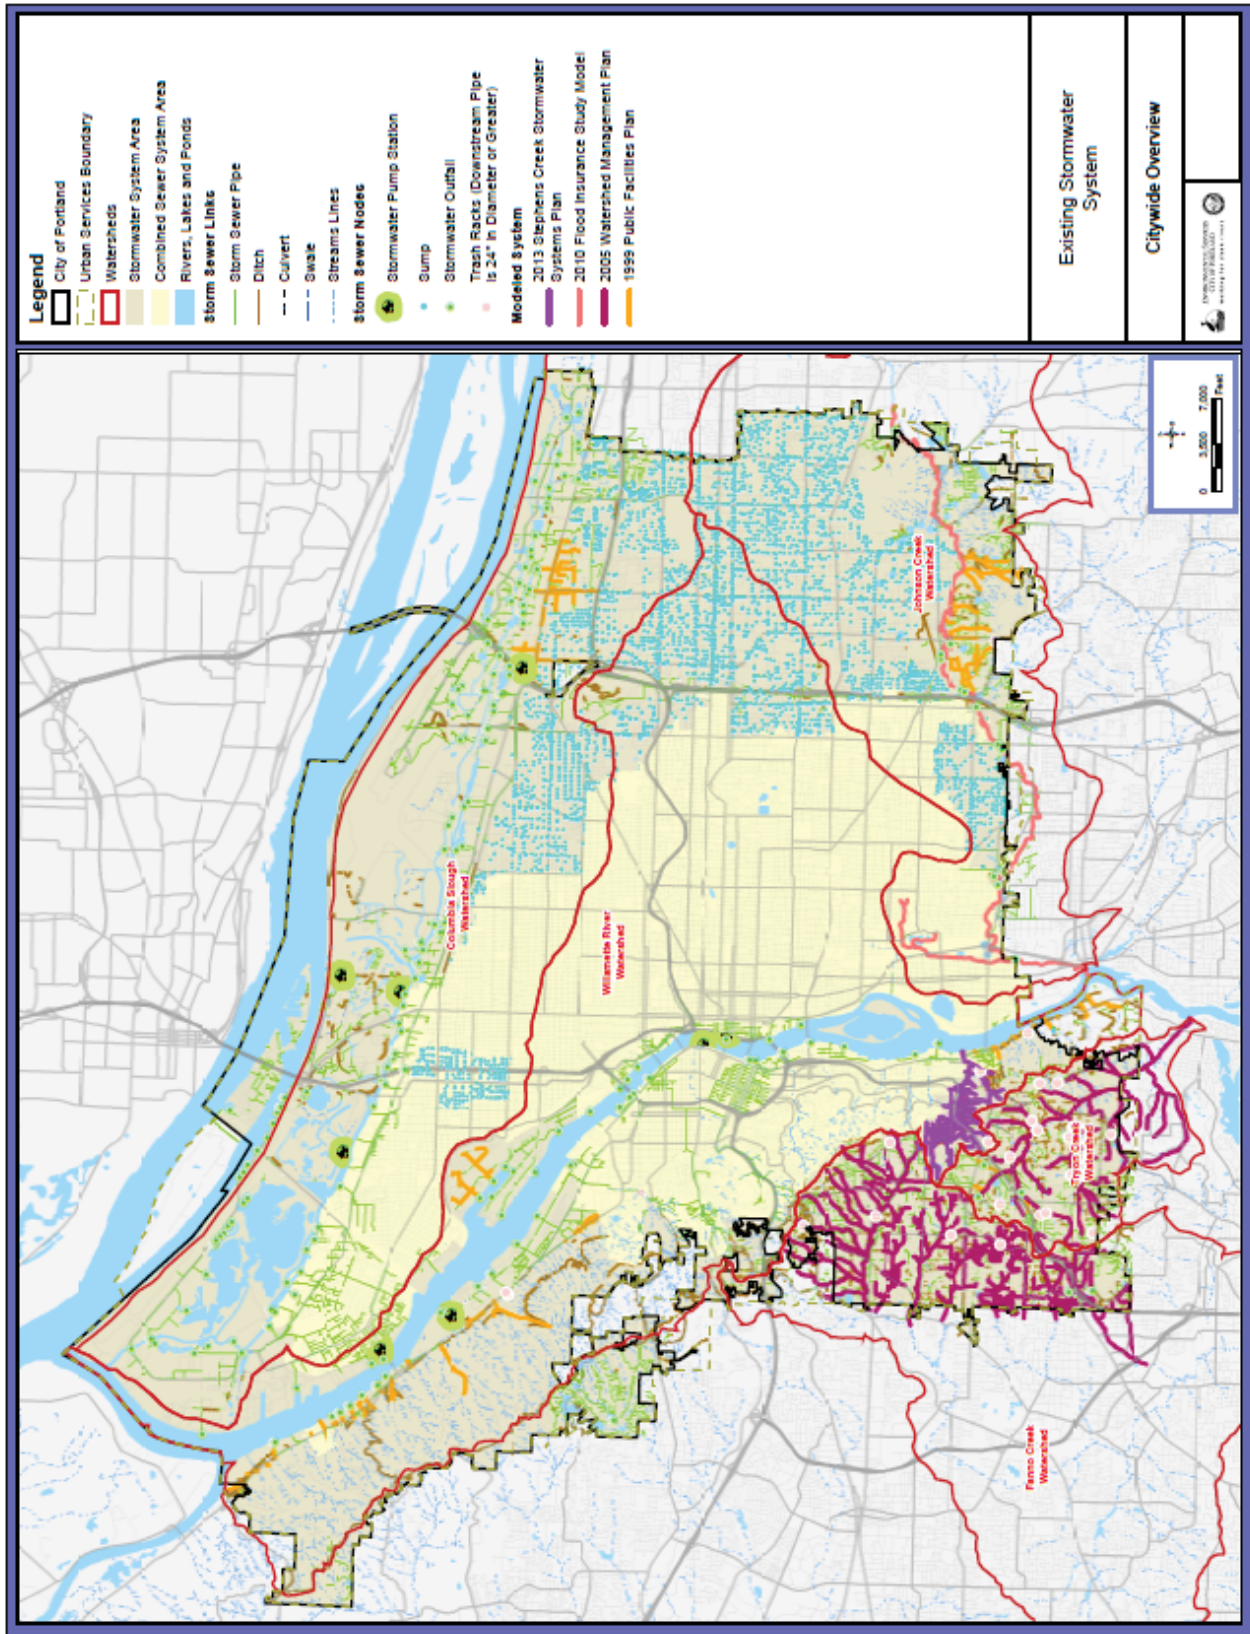 Legend
City of Portland
Urban Services Boundary
Watersheds
Stormwater System Area
Combined Sewer System Area
Rivers, Lakes and Ponds
Storm Sewer Links
Storm Sewer Pipe
Ditch
Culvert
Swale
Streams Lines
Storm Sewer Nodes
Stormwater Pump Station
Sump
Stormwater Outfall
Trash Racks (Downstream Pipe
is 24" in Diameter or Greater)
Modeled System
2013 Stephens Creek Stormwater
Systems Plan
2010 Flood Insurance Study Model
2005 Watershed Management Plan
1999 Public Facilities Plan
Existing Stormwater
System
Citywide Overview
Columbia Slough
Watershed
Willamette River
Watershed
Johnson Creek
Watershed
Tryon Creek
Watershed
Fanno Creek
Watershed
0 3,500 7,000
Feet